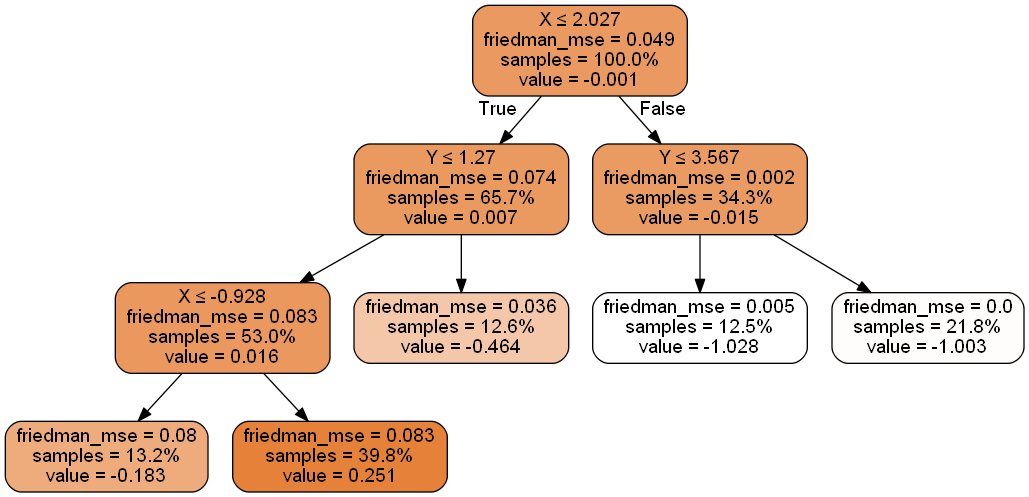 X ≤ 2.027
friedman_mse = 0.049
samples = 100.0%
value = -0.001
True
False
Y ≤ 1.27
friedman_mse = 0.074
samples = 65.7%
value = 0.007
Y ≤ 3.567
friedman_mse = 0.002
samples = 34.3%
value = -0.015
X ≤ -0.928
friedman_mse = 0.083
samples = 53.0%
value = 0.016
friedman_mse = 0.036
samples = 12.6%
value = -0.464
friedman_mse = 0.005
samples = 12.5%
value = -1.028
friedman_mse = 0.0
samples = 21.8%
value = -1.003
friedman_mse = 0.08
samples = 13.2%
value = -0.183
friedman_mse = 0.083
samples = 39.8%
value = 0.251